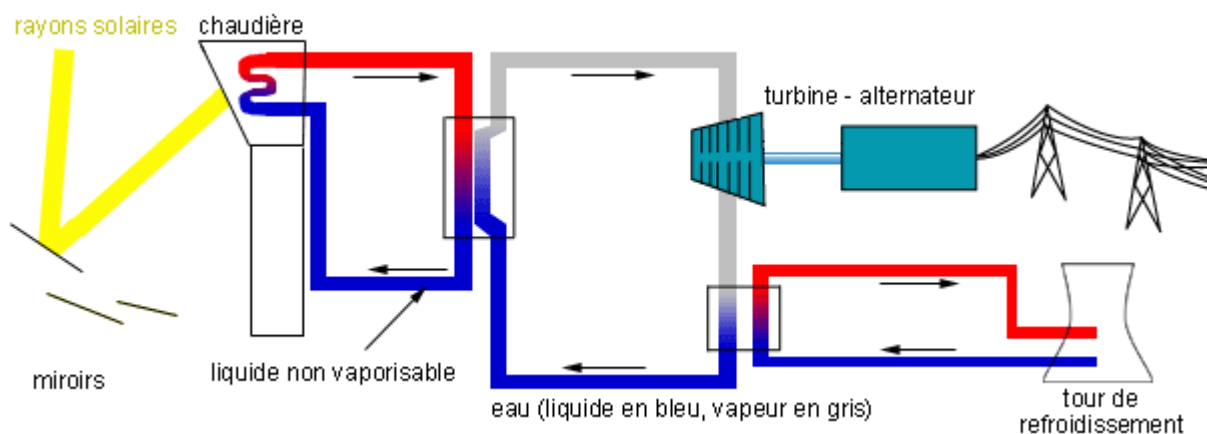 rayons solaires
chaudière
turbine - alternateur
liquide non vaporisable
miroirs
eau (liquide en bleu, vapeur en gris)
tour de
refroidissement